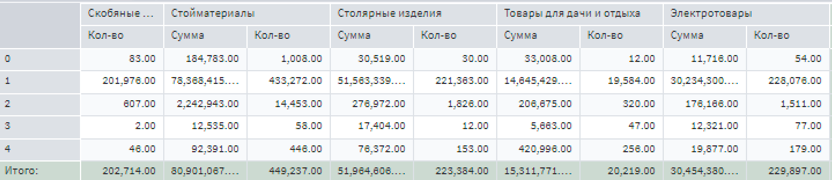 Скобяные ... Стоймaтериалы Столярные изделия Товары для дачи и отдыха Электротовары
Кол-во Сумма Кол-во Сумма Кол-во Сумма Кол-во Сумма Кол-во
0 83.00 184,783.00 1,008.00 30,519.00 30.00 33,008.00 12.00 11,716.00 54.00
1 201,976.00 78,368,415.... 433,272.00 51,563,339.... 221,363.00 14,645,429.... 19,584.00 30,234,300.... 228,076.00
2 607.00 2,242,943.00 14,453.00 276,972.00 1,826.00 206,675.00 320.00 176,166.00 1,511.00
3 2.00 12,535.00 58.00 17,404.00 12.00 5,663.00 47.00 12,321.00 77.00
4 46.00 92,391.00 446.00 76,372.00 153.00 420,996.00 256.00 19,877.00 179.00
Итого: 202,714.00 80,901,067.... 449,237.00 51,964,606.... 223,384.00 15,311,771.... 20,219.00 30,454,380.... 229,897.00